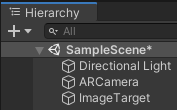 Hierarchy
All
SampleScene*
Directional Light
ARCamera
ImageTarget